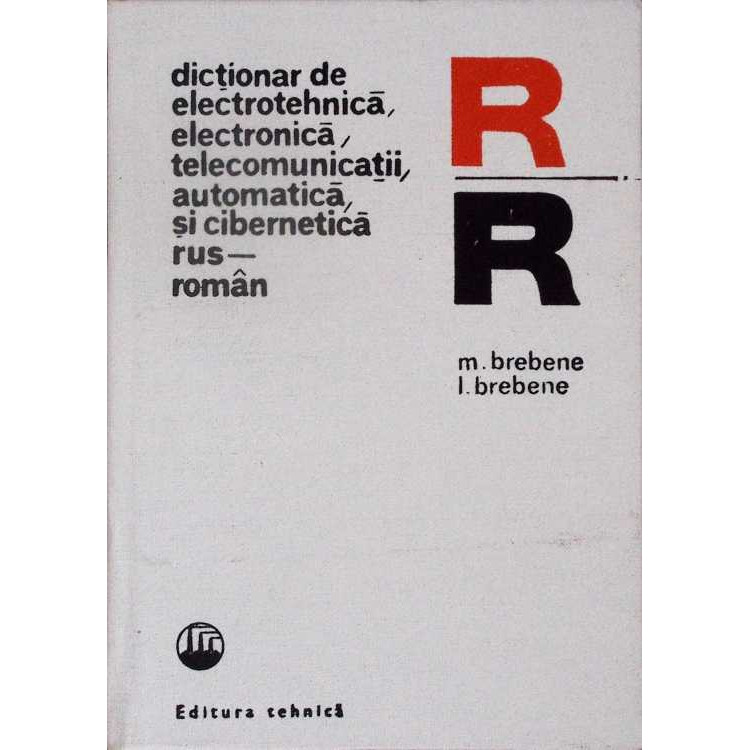 dicționar de
electrotehnică,
electronică,
telecomunicații,
automatică,
și cibernetică
rus—
român
R
R
m. brebene
l. brebene
Editura tehnică